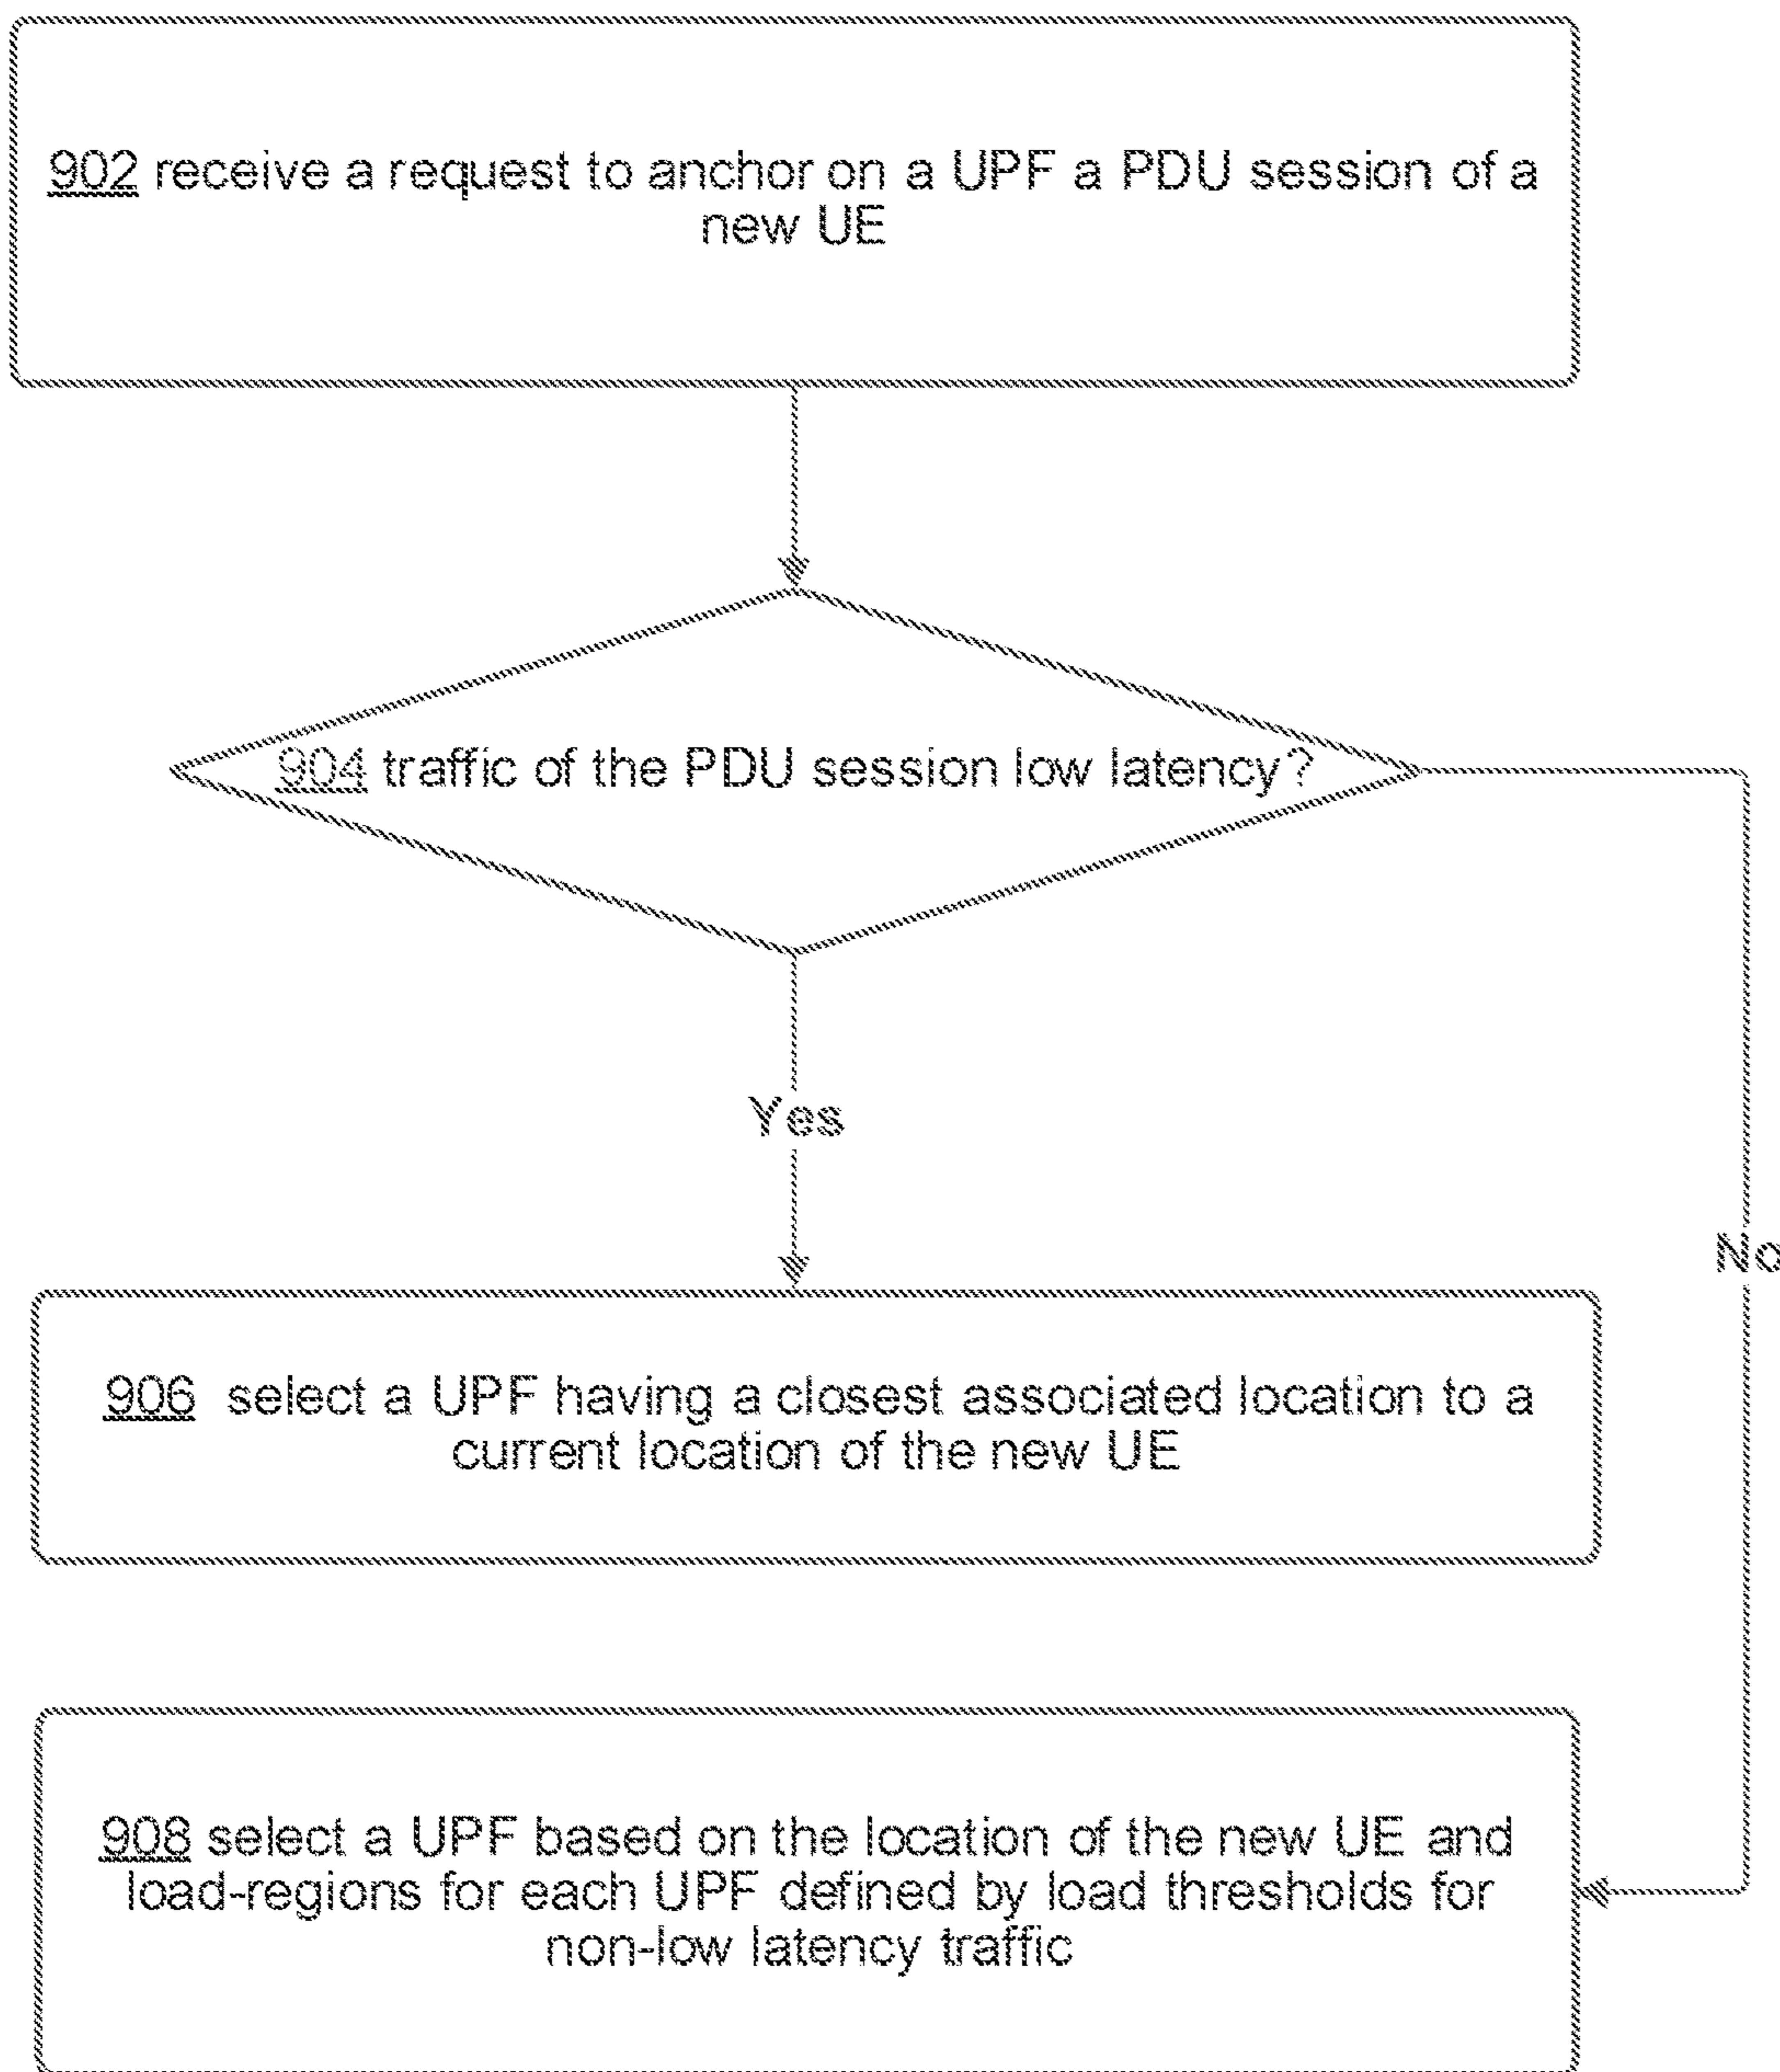 902 receive a request to anchor on a UPF a PDU session of a
new UE
904 traffic of the PDU session low latency?
Yes
No
906 select a UPF having a closest associated location to a
current location of the new UE
908 select a UPF based on the location of the new UE and
load-regions for each UPF defined by load thresholds for
non-low latency traffic